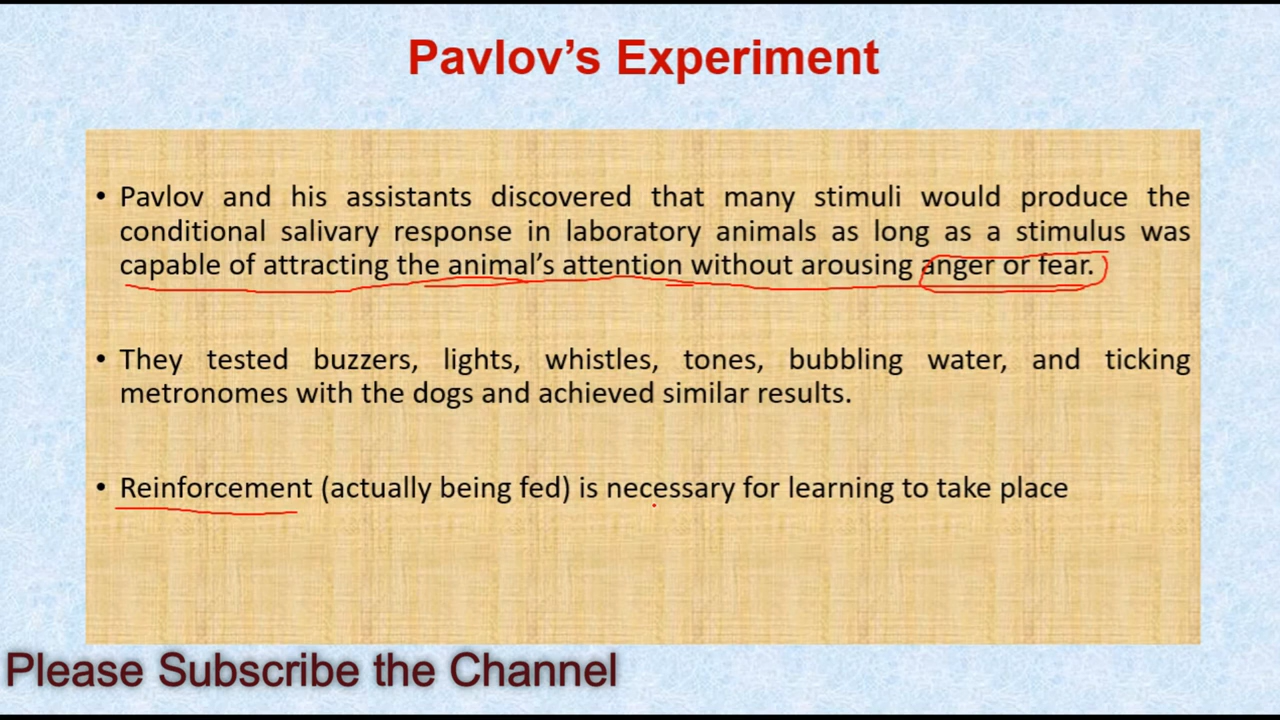 Pavlov’s Experiment
• Pavlov and his assistants discovered that many stimuli would produce the
conditional salivary response in laboratory animals as long as a stimulus was
capable of attracting the animal’s attention without arousing anger or fear.
• They tested buzzers, lights, whistles, tones, bubbling water, and ticking
metronomes with the dogs and achieved similar results.
• Reinforcement (actually being fed) is necessary for learning to take place
Please Subscribe the Channel